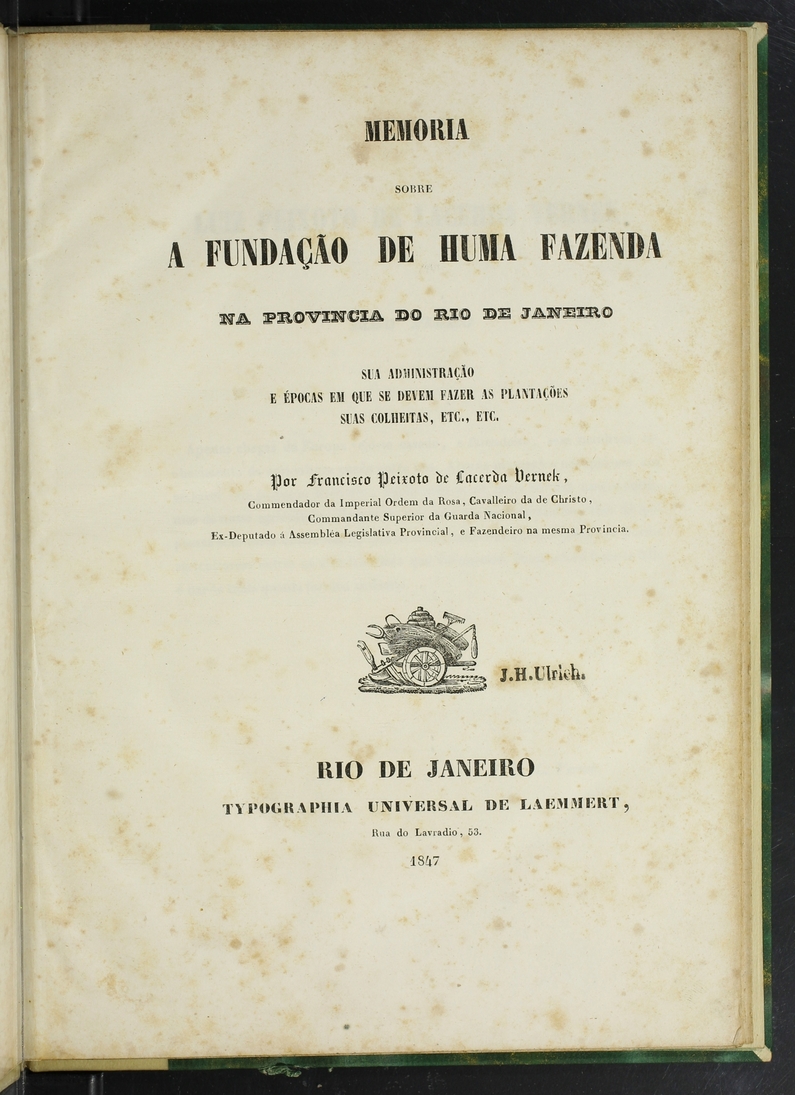 MEMORIA
SOBRE
A FUNDAÇÃO DE HUMA FAZENDA
NA PROVINCIA DO RIO DE JANEIRO
SUA ADMINISTRAÇÃO
E ÉPOCAS EM QUE SE DEVEM FAZER AS PLANTAÇÕES
SUAS COLHEITAS, ETC., ETC.
Por Francisco Peixoto de Lacerda Vernek,
Commendador da Imperial Ordem da Rosa, Cavalleiro da de Christo,
Commandante Superior da Guarda Nacional,
Ex-Deputado á Assembléa Legislativa Provincial, e Fazendeiro na mesma Provincia.
J.H.Ulrich.
RIO DE JANEIRO
TYPOGRAPHIA UNIVERSAL DE LAEMMERT,
Rua do Lavradio, 53.
1847